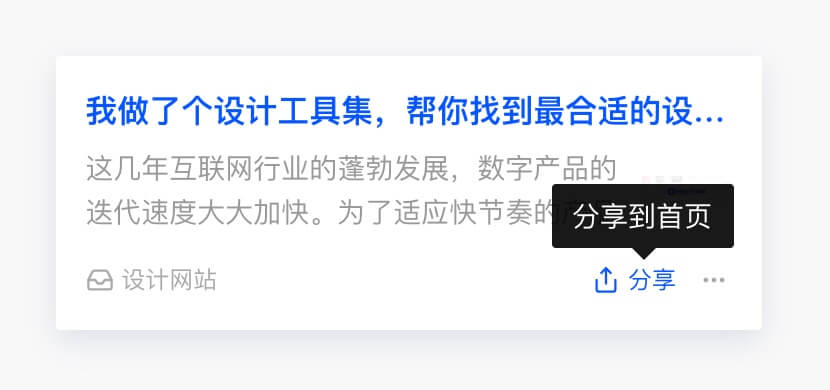 我做了个设计工具集，帮你找到最合适的设...
这几年互联网行业的蓬勃发展，数字产品的
迭代速度大大加快。为了适应快节奏的
分享到首页
设计网站
分享